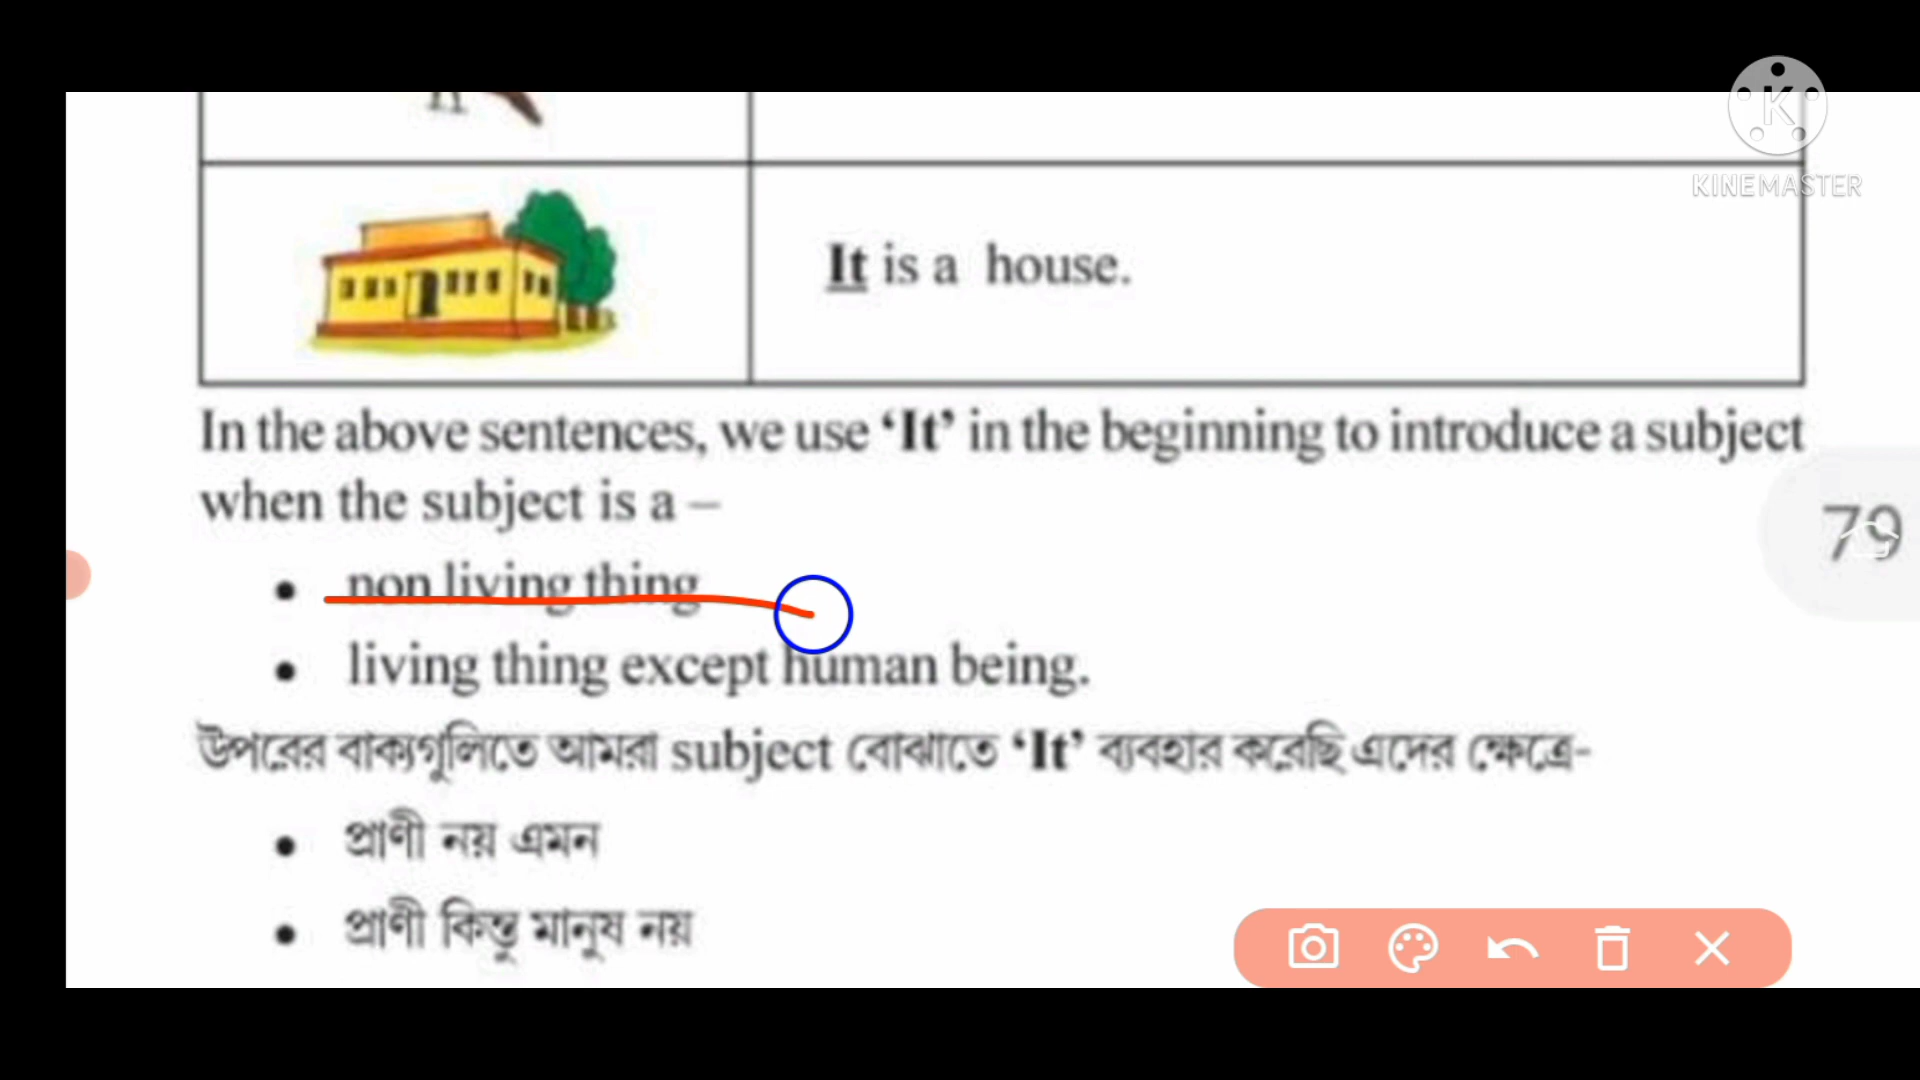 K
KINEMASTER
It is a house.
In the above sentences, we use ‘It’ in the beginning to introduce a subject
when the subject is a –
79
• non living thing
• living thing except human being.
উপরের বাক্যগুলিতে আমরা subject বোঝাতে ‘It’ ব্যবহার করেছি এদের ক্ষেত্রে-
• প্রাণী নয় এমন
• প্রাণী কিন্তু মানুষ নয়